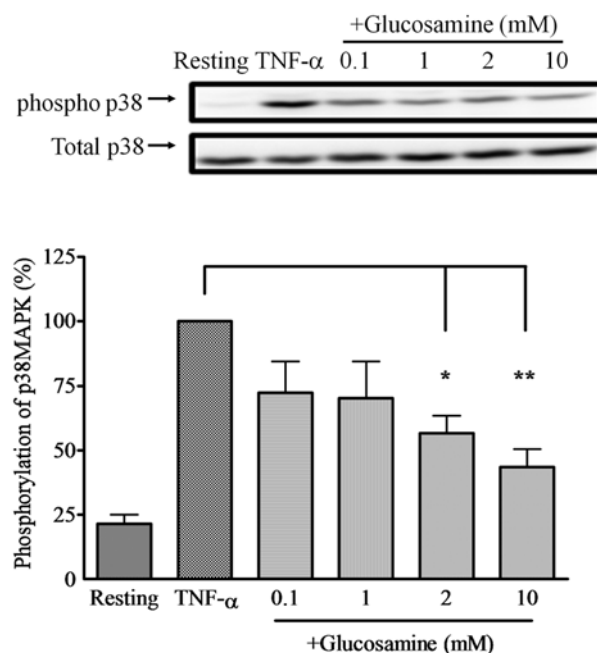 +Glucosamine (mM)
Resting TNF-α 0.1 1 2 10
phospho p38
Total p38
Phosphorylation of p38MAPK (%)
125
100
75
50
25
0
* **
Resting TNF-α 0.1 1 2 10
+Glucosamine (mM)